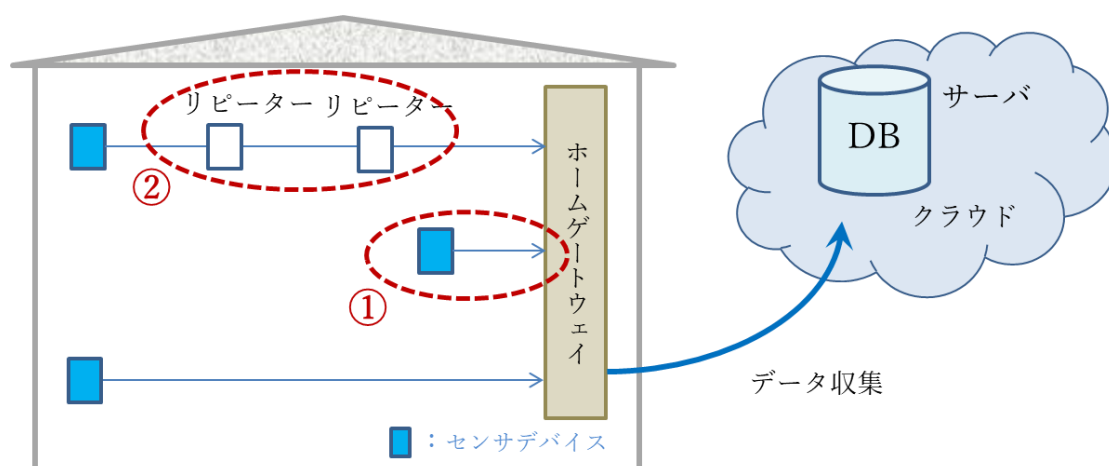 リピーター リピーター
②
①
ホームゲートウェイ
：センサデバイス
DB
サーバ
クラウド
データ収集